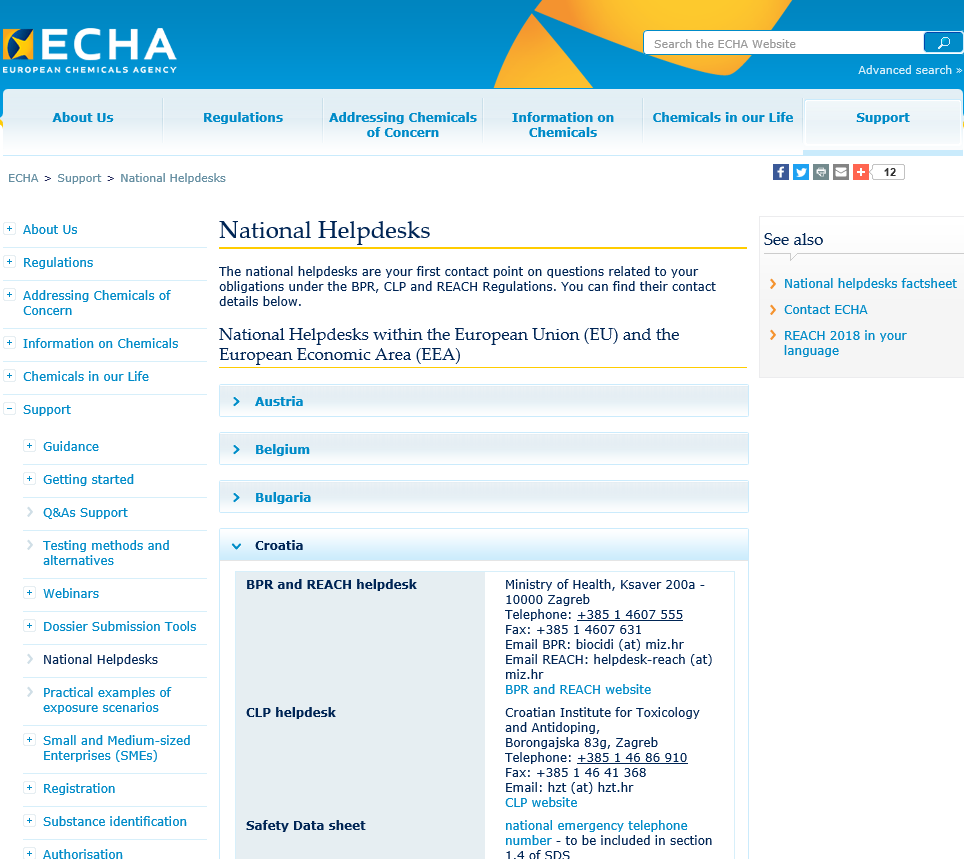 ECHA
EUROPEAN CHEMICALS AGENCY
Search the ECHA Website
Advanced search »
About Us
Regulations
Addressing Chemicals
of Concern
Information on
Chemicals
Chemicals in our Life
Support
ECHA > Support > National Helpdesks
12
About Us
Regulations
Addressing Chemicals of
Concern
Information on Chemicals
Chemicals in our Life
Support
Guidance
Getting started
Q&As Support
Testing methods and
alternatives
Webinars
Dossier Submission Tools
National Helpdesks
Practical examples of
exposure scenarios
Small and Medium-sized
Enterprises (SMEs)
Registration
Substance identification
Authorisation
National Helpdesks
The national helpdesks are your first contact point on questions related to your
obligations under the BPR, CLP and REACH Regulations. You can find their contact
details below.
National Helpdesks within the European Union (EU) and the
European Economic Area (EEA)
Austria
Belgium
Bulgaria
Croatia
BPR and REACH helpdesk
Ministry of Health, Ksaver 200a -
10000 Zagreb
Telephone: +385 1 4607 555
Fax: +385 1 4607 631
Email BPR: biocidi (at) miz.hr
Email REACH: helpdesk-reach (at)
miz.hr
BPR and REACH website
CLP helpdesk
Croatian Institute for Toxicology
and Antidoping,
Borongajska 83g, Zagreb
Telephone: +385 1 46 86 910
Fax: +385 1 46 41 368
Email: hzt (at) hzt.hr
CLP website
Safety Data sheet
national emergency telephone
number - to be included in section
1.4 of SDS
See also
National helpdesks factsheet
Contact ECHA
REACH 2018 in your
language